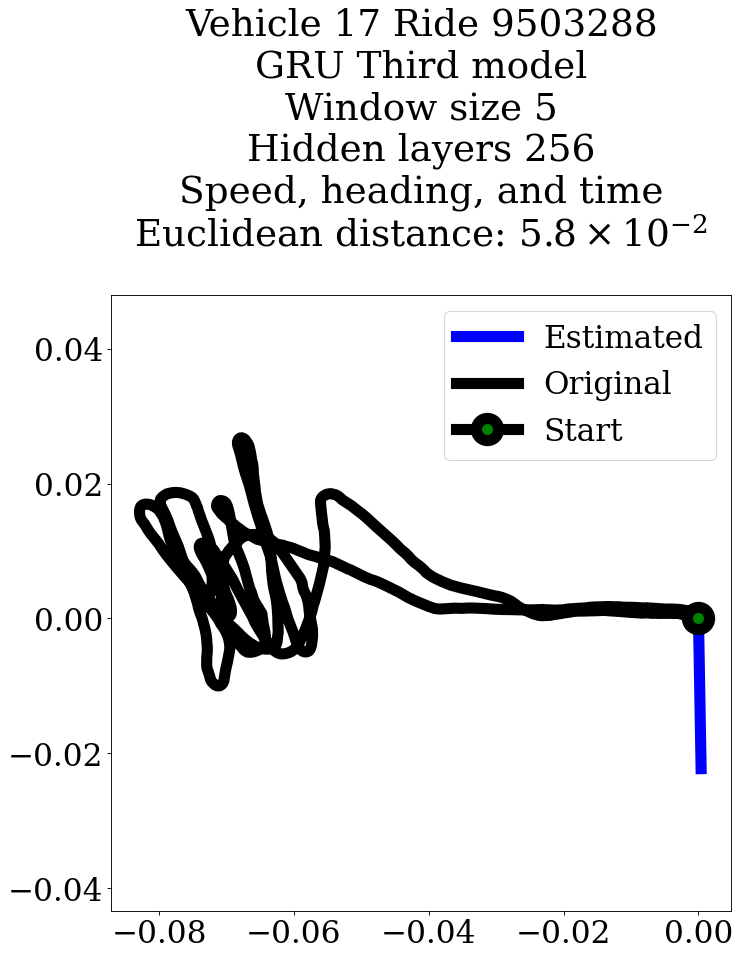 Vehicle 17 Ride 9503288
GRU Third model
Window size 5
Hidden layers 256
Speed, heading, and time
Euclidean distance: 5.8 × 10⁻²
Estimated
Original
Start
0.04
0.02
0.00
−0.02
−0.04
−0.08 −0.06 −0.04 −0.02 0.00